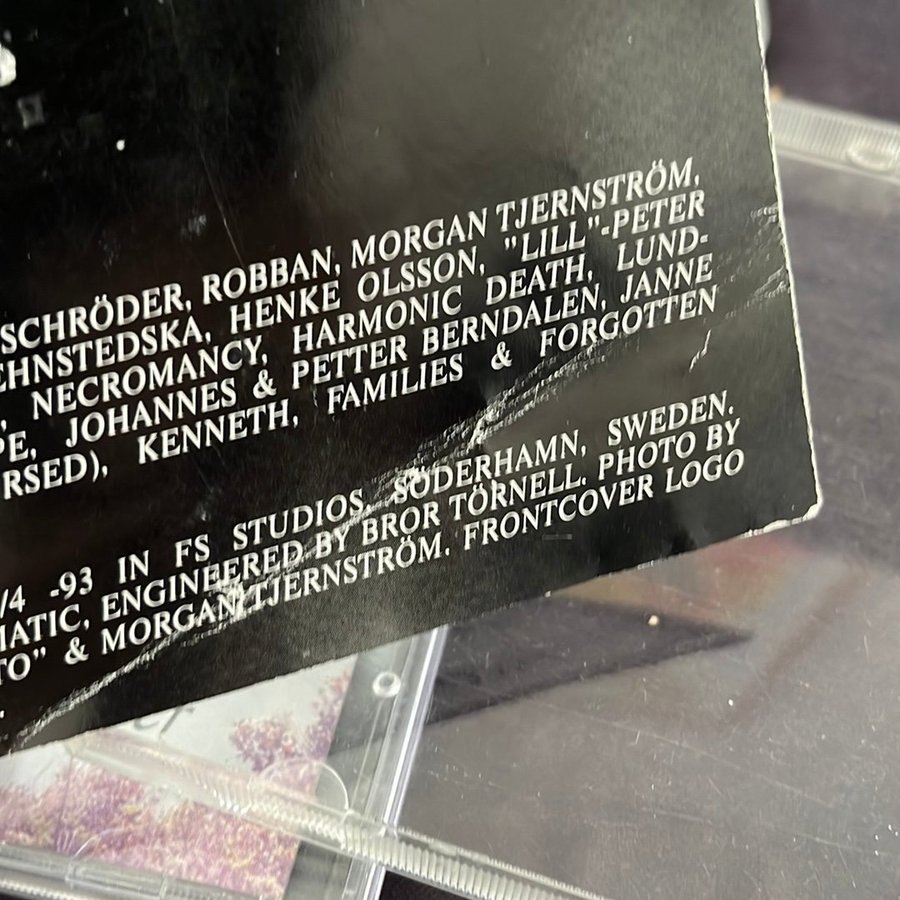 SCHRÖDER, ROBBAN, MORGAN TJERNSTRÖM,
EHNSTEDSKA, HENKE OLSSON, "LILL"-PETER
, NECROMANCY, HARMONIC DEATH, LUND-
PE, JOHANNES & PETTER BERNDALEN, JANNE
RSED), KENNETH, FAMILIES & FORGOTTEN
/4 -93 IN FS STUDIOS, SÖDERHAMN, SWEDEN.
MATIC, ENGINEERED BY BROR TÖRNELL. PHOTO BY
TO" & MORGAN TJERNSTRÖM. FRONTCOVER LOGO
.